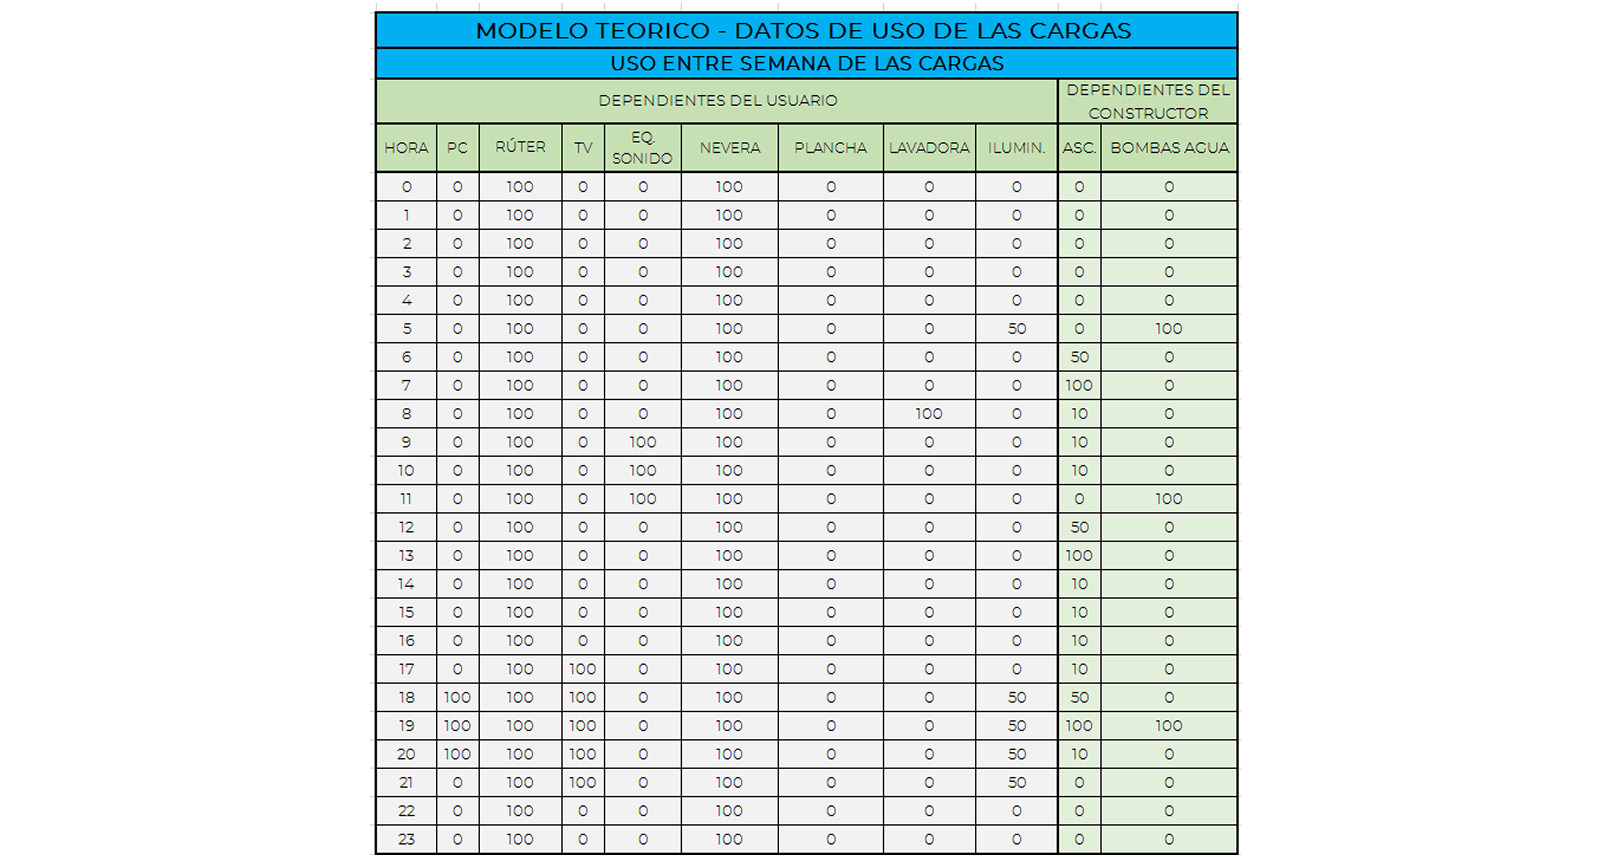 MODELO TEORICO - DATOS DE USO DE LAS CARGAS
USO ENTRE SEMANA DE LAS CARGAS
DEPENDIENTES DEL USUARIO
DEPENDIENTES DEL
CONSTRUCTOR
HORA PC RÚTER TV EQ. SONIDO NEVERA PLANCHA LAVADORA ILUMIN. ASC. BOMBAS AGUA
0 0 100 0 0 100 0 0 0 0 0
1 0 100 0 0 100 0 0 0 0 0
2 0 100 0 0 100 0 0 0 0 0
3 0 100 0 0 100 0 0 0 0 0
4 0 100 0 0 100 0 0 0 0 0
5 0 100 0 0 100 0 0 50 0 100
6 0 100 0 0 100 0 0 0 50 0
7 0 100 0 0 100 0 0 0 100 0
8 0 100 0 0 100 0 100 0 10 0
9 0 100 0 100 100 0 0 0 10 0
10 0 100 0 100 100 0 0 0 10 0
11 0 100 0 100 100 0 0 0 0 100
12 0 100 0 0 100 0 0 0 50 0
13 0 100 0 0 100 0 0 0 100 0
14 0 100 0 0 100 0 0 0 10 0
15 0 100 0 0 100 0 0 0 10 0
16 0 100 0 0 100 0 0 0 10 0
17 0 100 100 0 100 0 0 0 10 0
18 100 100 100 0 100 0 0 50 50 0
19 100 100 100 0 100 0 0 50 100 100
20 100 100 100 0 100 0 0 50 10 0
21 0 100 100 0 100 0 0 50 0 0
22 0 100 0 0 100 0 0 0 0 0
23 0 100 0 0 100 0 0 0 0 0